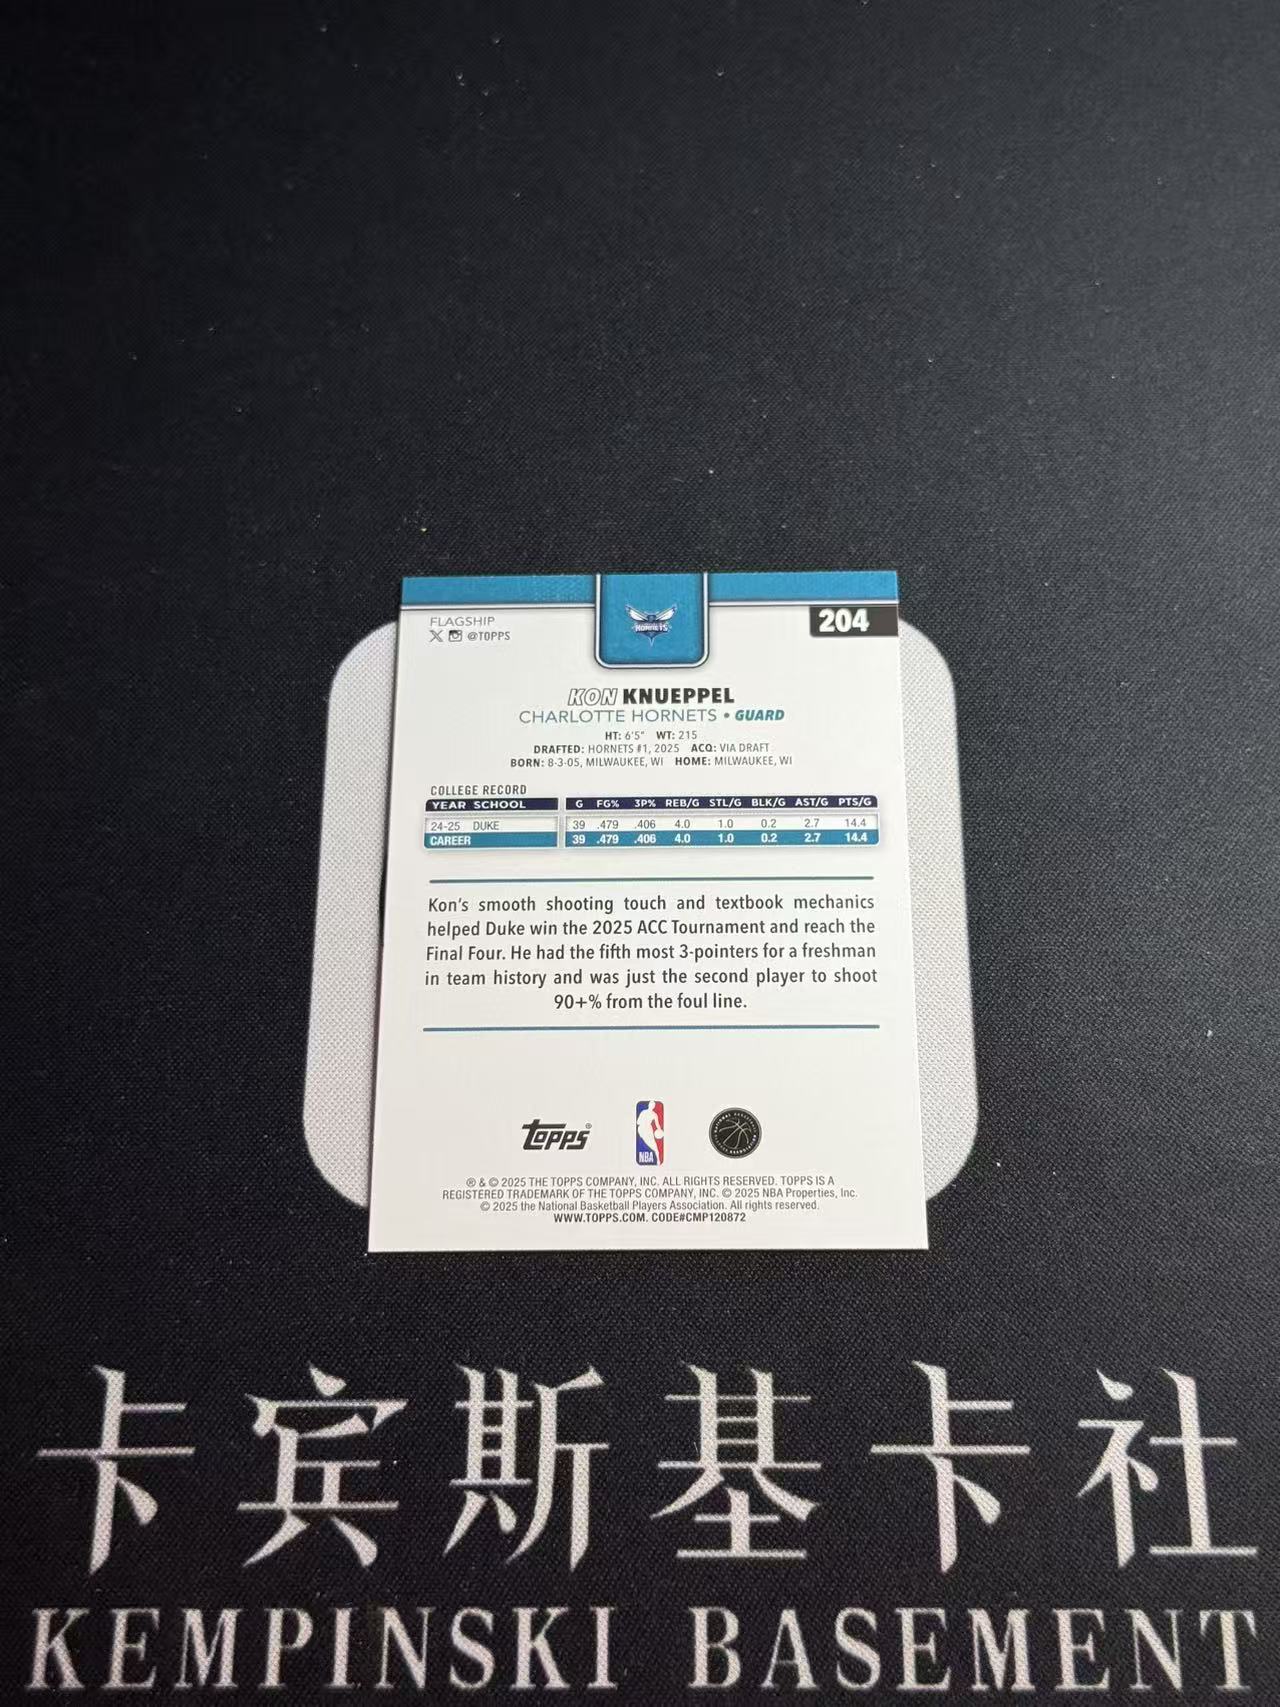 FLAGSHIP
204
@TOPPS
HORNETS
KON KNUEPPEL
CHARLOTTE HORNETS • GUARD
HT: 6'5" WT: 215
DRAFTED: HORNETS #1, 2025 ACQ: VIA DRAFT
BORN: 8-3-05, MILWAUKEE, WI HOME: MILWAUKEE, WI
COLLEGE RECORD
YEAR SCHOOL G FG% 3P% REB/G STL/G BLK/G AST/G PTS/G
24-25 DUKE 39 .479 .406 4.0 1.0 0.2 2.7 14.4
CAREER 39 .479 .406 4.0 1.0 0.2 2.7 14.4
Kon's smooth shooting touch and textbook mechanics
helped Duke win the 2025 ACC Tournament and reach the
Final Four. He had the fifth most 3-pointers for a freshman
in team history and was just the second player to shoot
90+% from the foul line.
Topps®
NBA
® & © 2025 THE TOPPS COMPANY, INC. ALL RIGHTS RESERVED. TOPPS IS A
REGISTERED TRADEMARK OF THE TOPPS COMPANY, INC. © 2025 NBA Properties, Inc.
© 2025 the National Basketball Players Association. All rights reserved.
WWW.TOPPS.COM. CODE#CMP120872
卡宾斯基卡社
KEMPINSKI BASEMENT